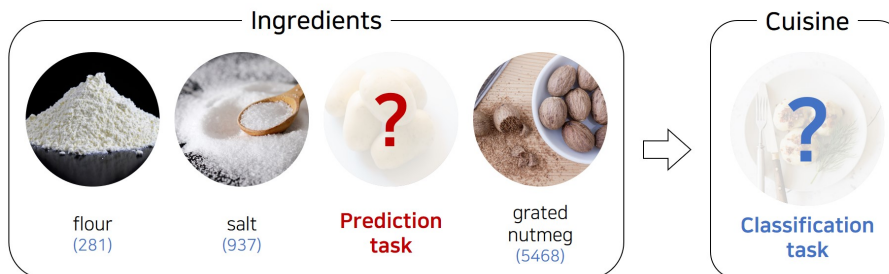 Ingredients
Cuisine
?
?
flour
(281)
salt
(937)
Prediction
task
grated
nutmeg
(5468)
Classification
task